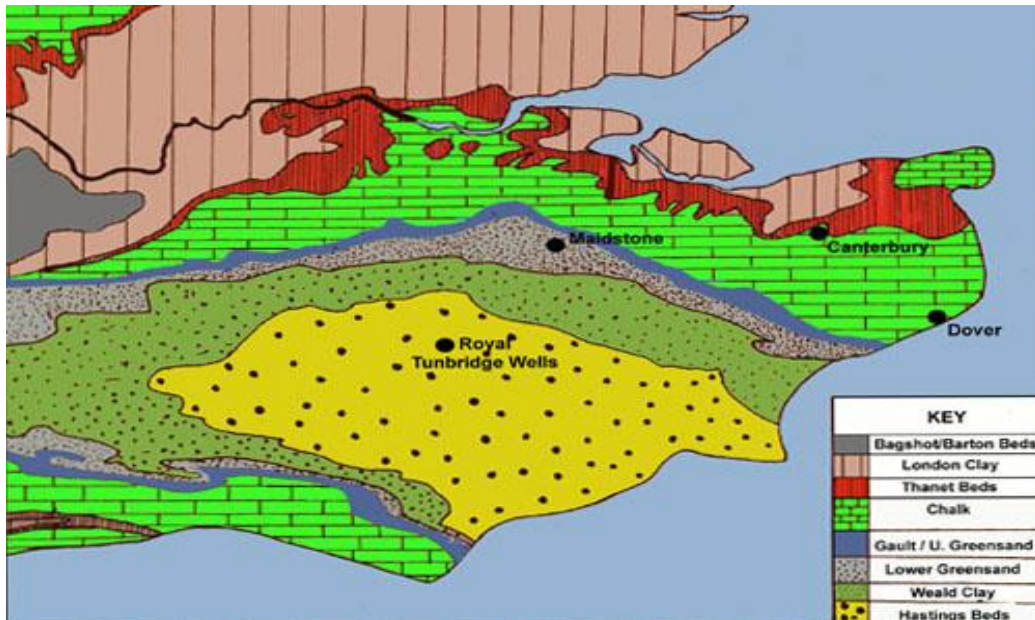 Maidstone
Canterbury
Dover
Royal
Tunbridge Wells
KEY
Bagshot/Barton Beds
London Clay
Thanet Beds
Chalk
Gault / U. Greensand
Lower Greensand
Weald Clay
Hastings Beds